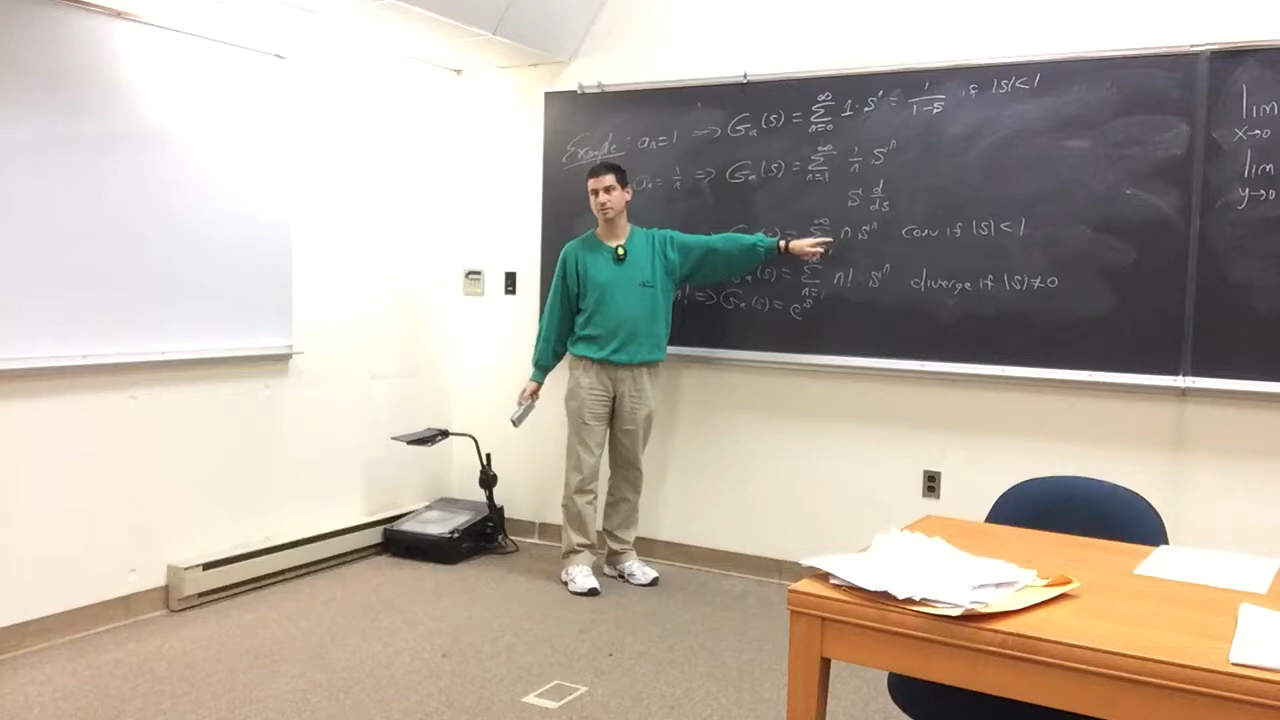 Example: aₙ=1 => Gₐ(s) = ∑_{n=0}^∞ 1·sⁿ = 1/(1-s) if |s|<1
aₙ = 1/n => Gₐ(s) = ∑_{n=1}^∞ 1/n sⁿ
s d/ds
= ∑^∞ n sⁿ conv if |s|<1
Gₐ(s) = ∑_{n=1} n! · sⁿ diverge if |s|≠0
n! => Gₐ(s) = eˢ
lim x→0
lim y→0